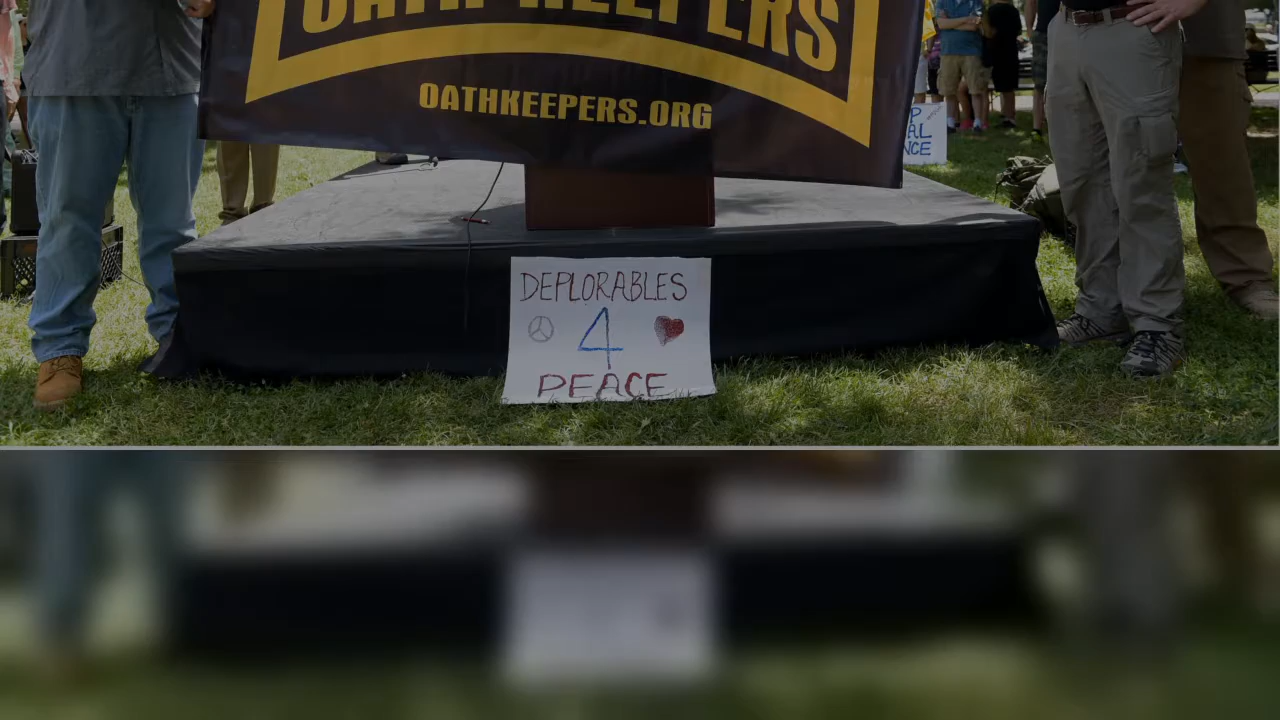 OATH KEEPERS
OATHKEEPERS.ORG
DEPLORABLES
4
PEACE